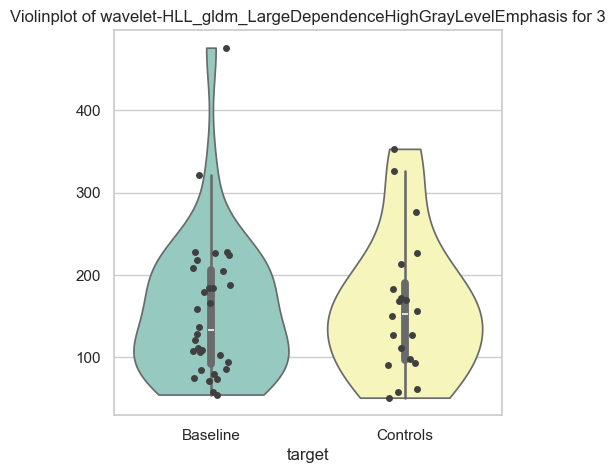 Violinplot of wavelet-HLL_gldm_LargeDependenceHighGrayLevelEmphasis for 3
400
300
200
100
Baseline Controls
target